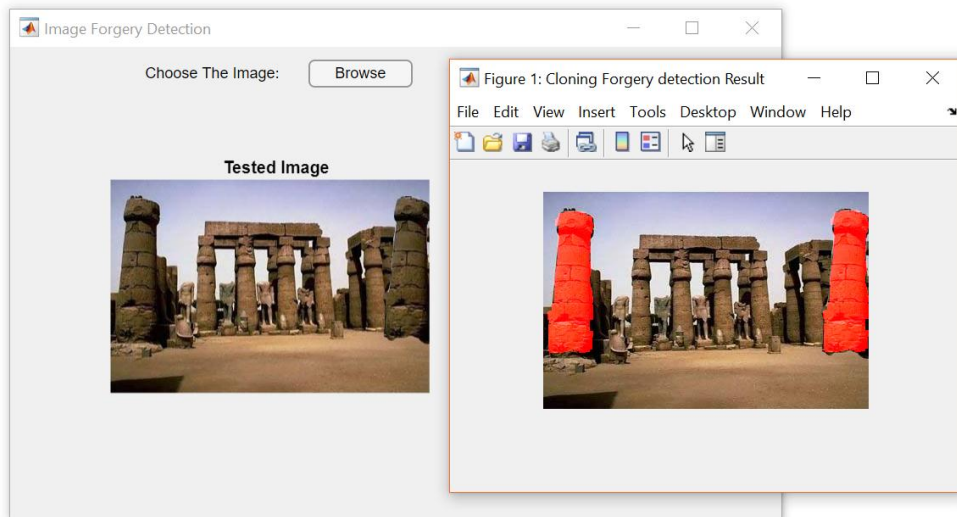 Image Forgery Detection
Choose The Image: Browse
Tested Image
Figure 1: Cloning Forgery detection Result
File Edit View Insert Tools Desktop Window Help